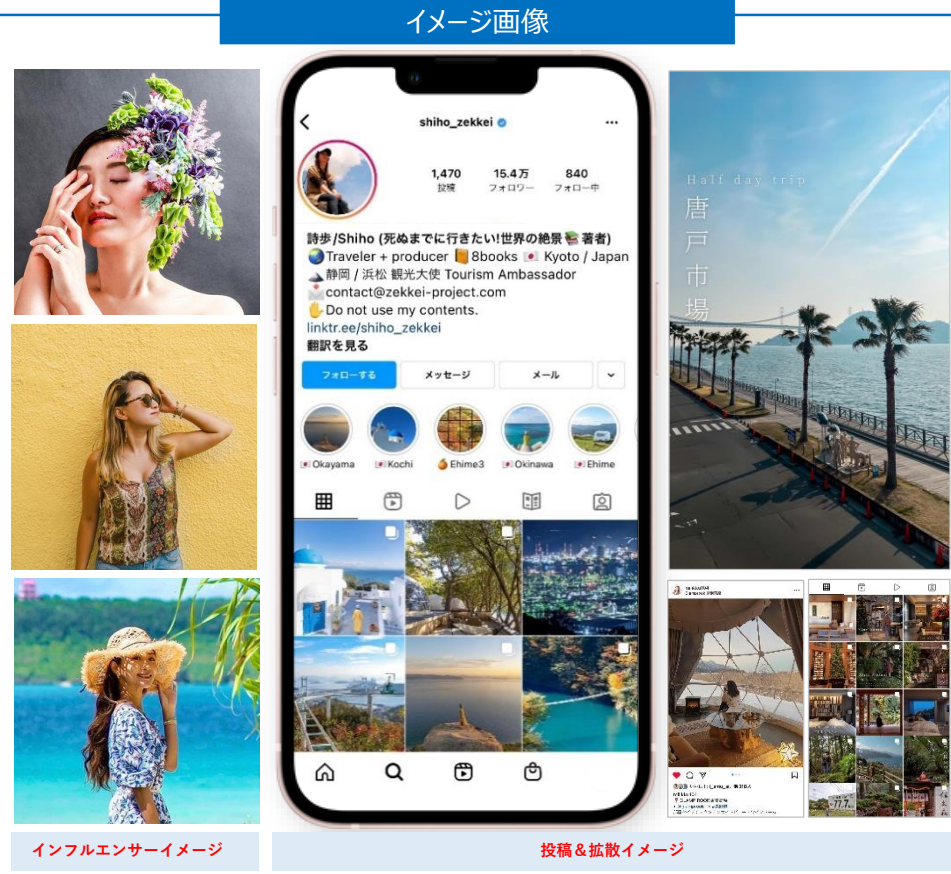 イメージ画像
shiho_zekkei
1,470
15.4万
840
投稿
フォロワー
フォロー中
詩歩/Shiho (死ぬまでに行きたい!世界の絶景📚著者)
🌏Traveler + producer 📙8books 🇯🇵 Kyoto / Japan
🗻静岡 / 浜松 観光大使 Tourism Ambassador
📩contact@zekkei-project.com
✋Do not use my contents.
linktr.ee/shiho_zekkei
翻訳を見る
フォローする
メッセージ
メール
🇯🇵Okayama
🇯🇵Kochi
🍊Ehime3
🇯🇵Okinawa
🇯🇵Ehime
Half day trip
唐戸市場
インフルエンサーイメージ
投稿＆拡散イメージ